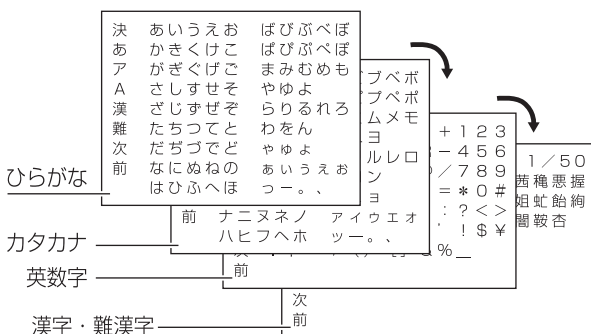 決 あいうえお ばびぶべぼ
あ かきくけこ ぱぴぷぺぽ
ア がぎぐげご まみむめも
A さしすせそ やゆよ
漢 ざじずぜぞ らりるれろ
難 たちつてと わをん
次 だぢづでど ゃゅょ
前 なにぬねの ぁぃぅぇぉ
はひふへほ っー。、
ブベボ
プペポ
ムメモ
ヨ
ルレロ
ン
ョ
前 ナニヌネノ ァィゥェォ
ハヒフヘホ ッー。、
+123
−456
/789
=*0#
:?<>
'!$¥
&%_
前
1/50
茜穐悪握
姐虻飴絢
闇鞍杏
次
前
ひらがな
カタカナ
英数字
漢字・難漢字